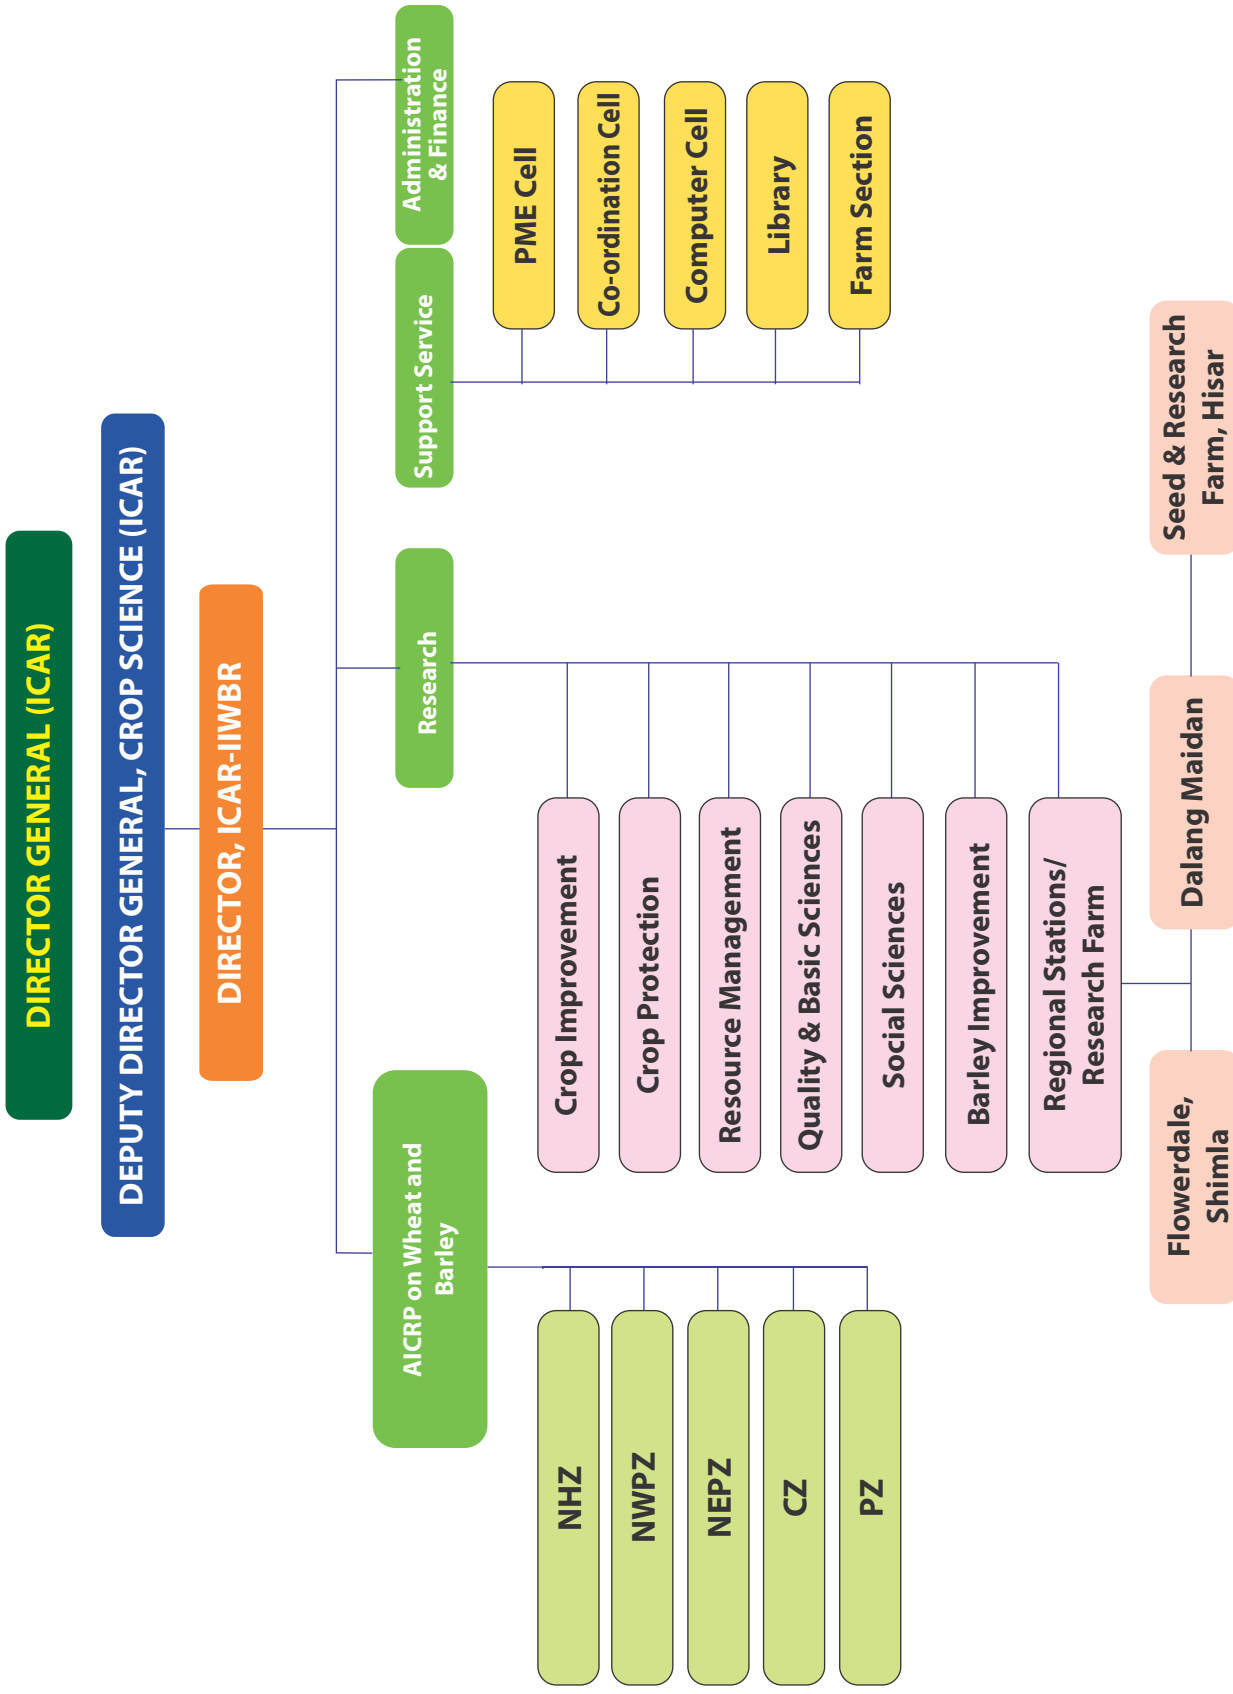 DIRECTOR GENERAL (ICAR)
DEPUTY DIRECTOR GENERAL, CROP SCIENCE (ICAR)
DIRECTOR, ICAR-IIWBR
AICRP on Wheat and
Barley
NHZ
NWPZ
NEPZ
CZ
PZ
Research
Crop Improvement
Crop Protection
Resource Management
Quality & Basic Sciences
Social Sciences
Barley Improvement
Regional Stations/
Research Farm
Flowerdale,
Shimla
Dalang Maidan
Seed & Research
Farm, Hisar
Support Service
PME Cell
Co-ordination Cell
Computer Cell
Library
Farm Section
Administration
& Finance